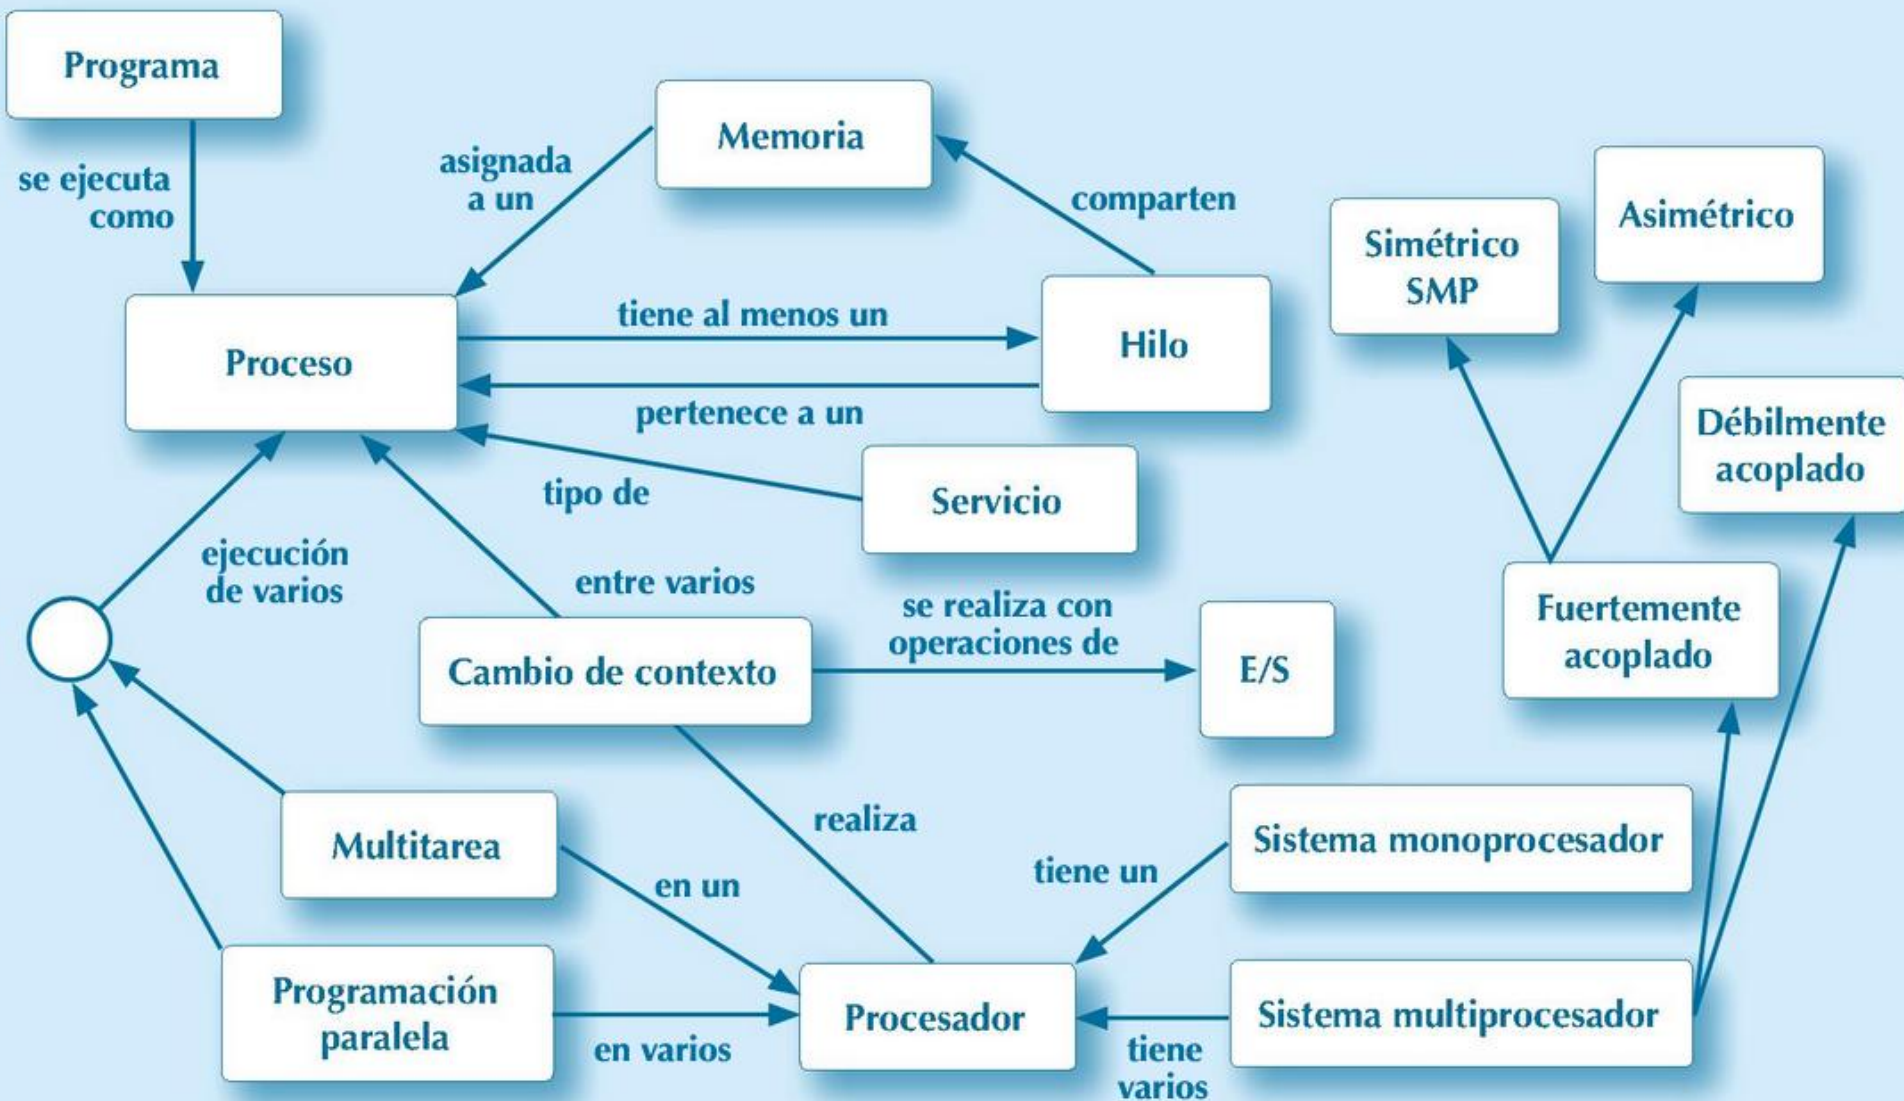 Programa
se ejecuta
como
Memoria
asignada
a un
comparten
Simétrico
SMP
Asimétrico
Proceso
tiene al menos un
Hilo
pertenece a un
Débilmente
acoplado
tipo de
Servicio
ejecución
de varios
entre varios
se realiza con
operaciones de
Fuertemente
acoplado
Cambio de contexto
E/S
Multitarea
realiza
Sistema monoprocesador
en un
tiene un
Programación
paralela
en varios
Procesador
tiene
varios
Sistema multiprocesador